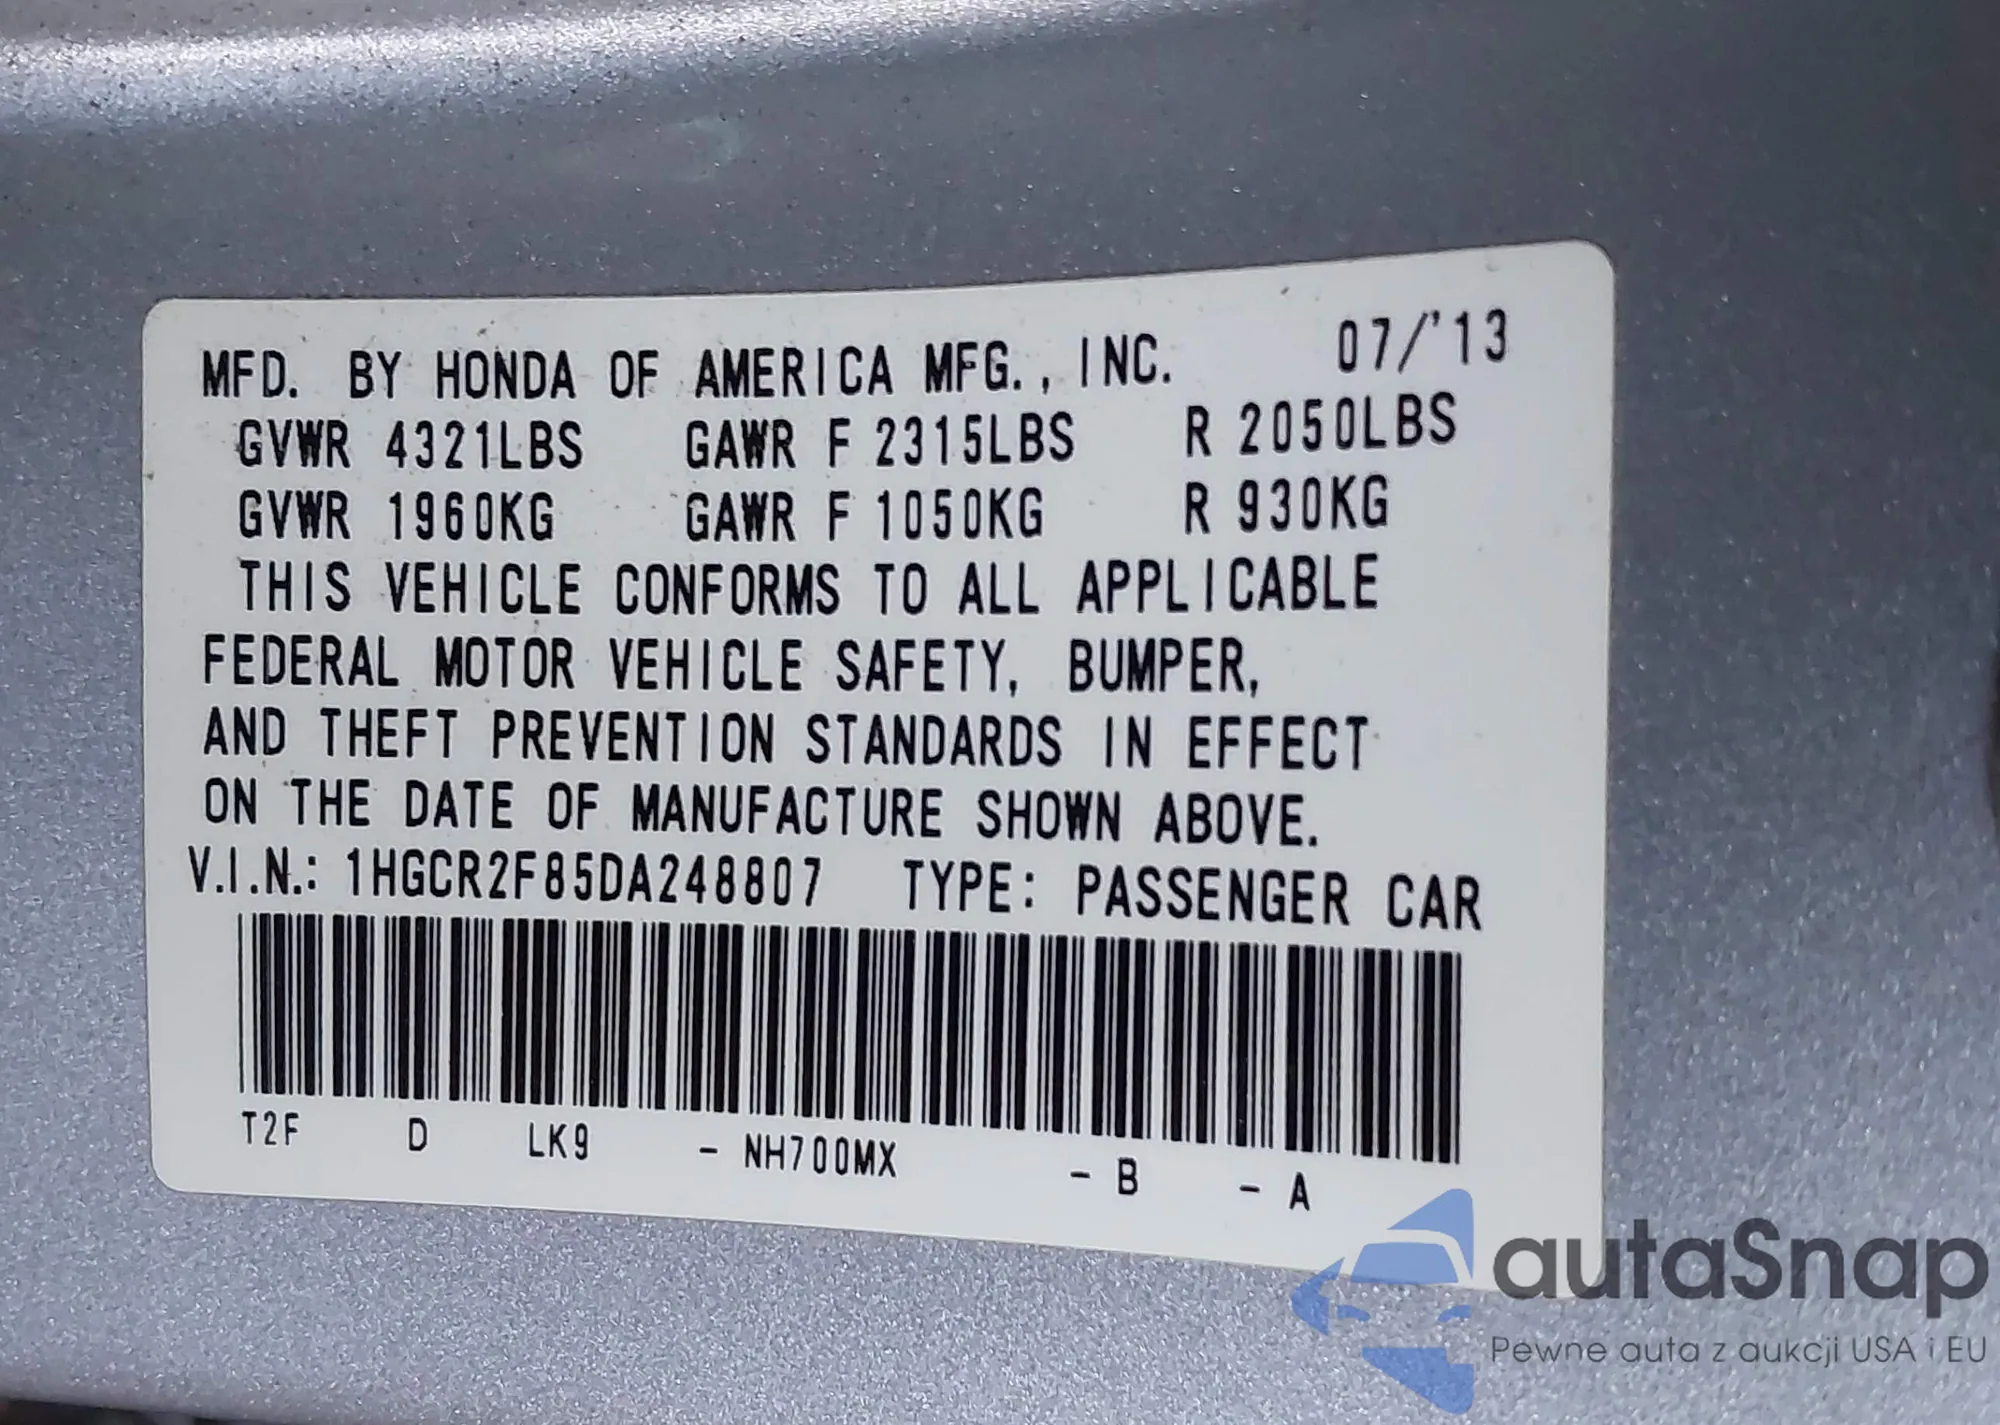 MFD. BY HONDA OF AMERICA MFG., INC. 07/'13
GVWR 4321LBS GAWR F 2315LBS R 2050LBS
GVWR 1960KG GAWR F 1050KG R 930KG
THIS VEHICLE CONFORMS TO ALL APPLICABLE
FEDERAL MOTOR VEHICLE SAFETY, BUMPER,
AND THEFT PREVENTION STANDARDS IN EFFECT
ON THE DATE OF MANUFACTURE SHOWN ABOVE.
V.I.N.: 1HGCR2F85DA248807 TYPE: PASSENGER CAR
T2F D LK9 - NH700MX - B - A
autaSnap
Pewne auta z aukcji USA i EU